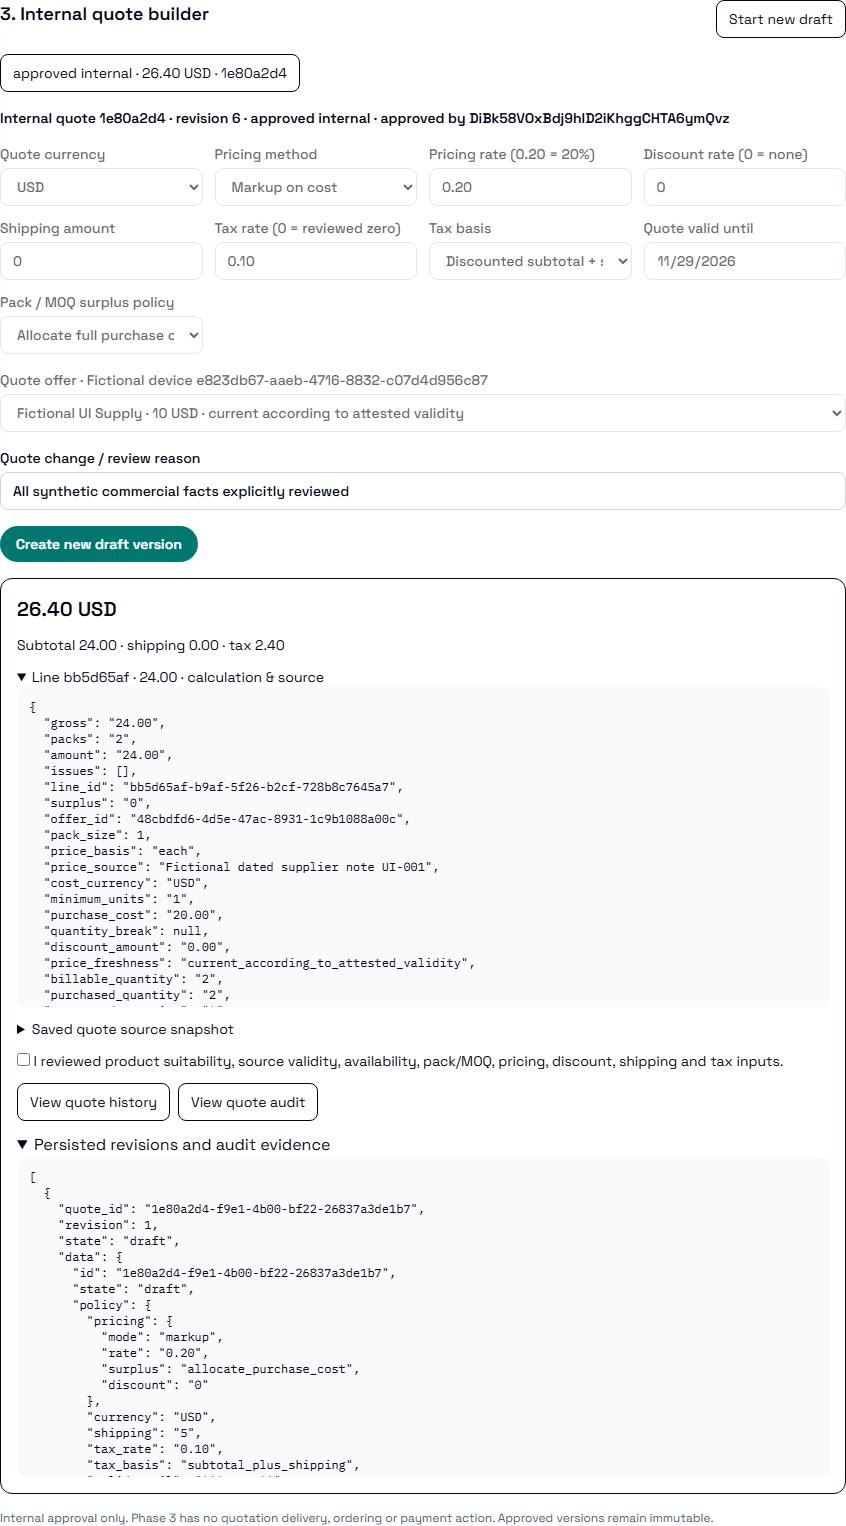 3. Internal quote builder
Start new draft
approved internal · 26.40 USD · 1e80a2d4
Internal quote 1e80a2d4 · revision 6 · approved internal · approved by DiBk58VOxBdj9hlD2iKhggCHTA6ymQvz
Quote currency
Pricing method
Pricing rate (0.20 = 20%)
Discount rate (0 = none)
USD
Markup on cost
0.20
0
Shipping amount
Tax rate (0 = reviewed zero)
Tax basis
Quote valid until
0
0.10
Discounted subtotal + s
11/29/2026
Pack / MOQ surplus policy
Allocate full purchase c
Quote offer · Fictional device e823db67-aaeb-4716-8832-c07d4d956c87
Fictional UI Supply · 10 USD · current according to attested validity
Quote change / review reason
All synthetic commercial facts explicitly reviewed
Create new draft version
26.40 USD
Subtotal 24.00 · shipping 0.00 · tax 2.40
▼ Line bb5d65af · 24.00 · calculation & source
{
  "gross": "24.00",
  "packs": "2",
  "amount": "24.00",
  "issues": [],
  "line_id": "bb5d65af-b9af-5f26-b2cf-728b8c7645a7",
  "surplus": "0",
  "offer_id": "48cbdfd6-4d5e-47ac-8931-1c9b1088a00c",
  "pack_size": 1,
  "price_basis": "each",
  "price_source": "Fictional dated supplier note UI-001",
  "cost_currency": "USD",
  "minimum_units": "1",
  "purchase_cost": "20.00",
  "quantity_break": null,
  "discount_amount": "0.00",
  "price_freshness": "current_according_to_attested_validity",
  "billable_quantity": "2",
  "purchased_quantity": "2",
▶ Saved quote source snapshot
I reviewed product suitability, source validity, availability, pack/MOQ, pricing, discount, shipping and tax inputs.
View quote history
View quote audit
▼ Persisted revisions and audit evidence
[
  {
    "quote_id": "1e80a2d4-f9e1-4b00-bf22-26837a3de1b7",
    "revision": 1,
    "state": "draft",
    "data": {
      "id": "1e80a2d4-f9e1-4b00-bf22-26837a3de1b7",
      "state": "draft",
      "policy": {
        "pricing": {
          "mode": "markup",
          "rate": "0.20",
          "surplus": "allocate_purchase_cost",
          "discount": "0"
        },
        "currency": "USD",
        "shipping": "5",
        "tax_rate": "0.10",
        "tax_basis": "subtotal_plus_shipping",
Internal approval only. Phase 3 has no quotation delivery, ordering or payment action. Approved versions remain immutable.